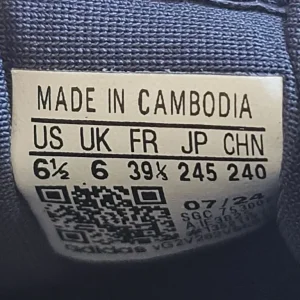 MADE IN CAMBODIA
US UK FR JP CHN
6½ 6 39⅓ 245 240
07/24
adidas